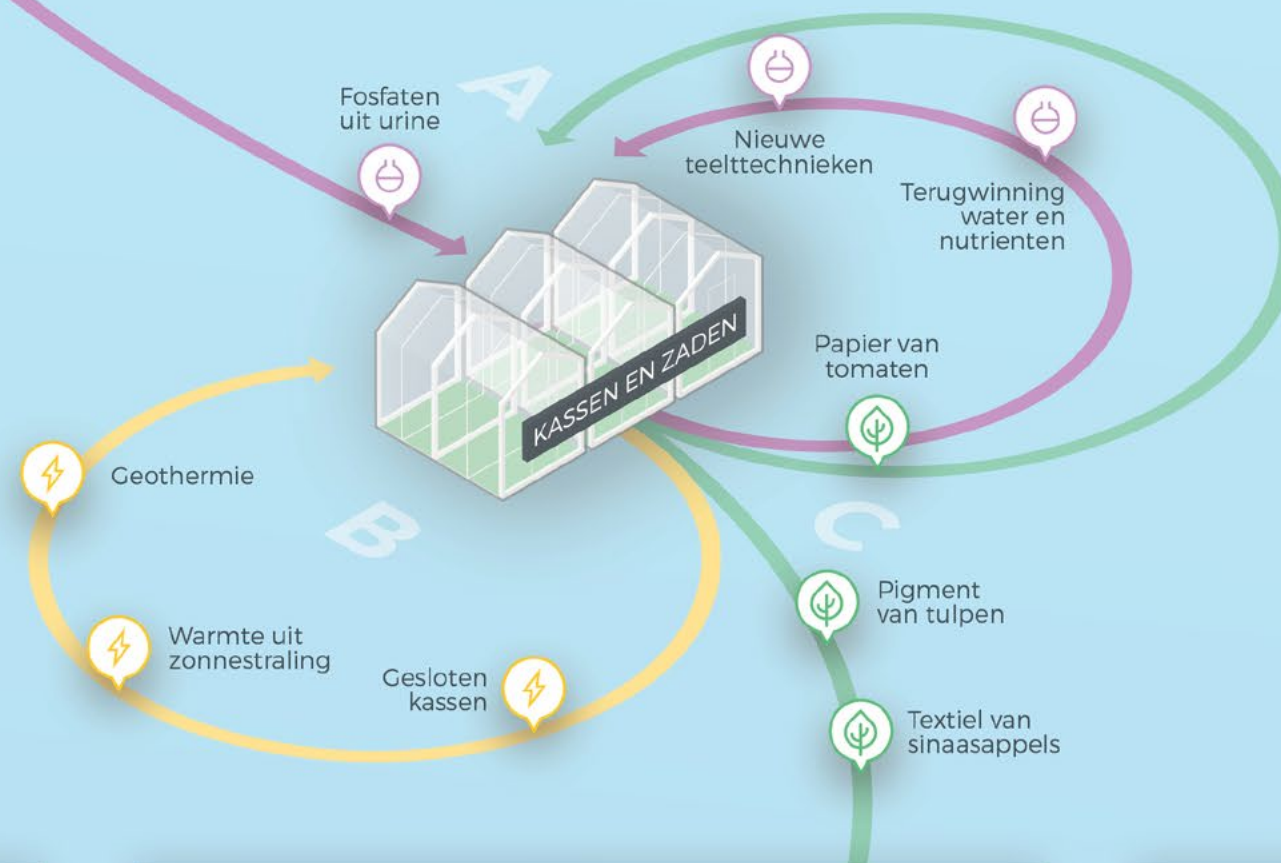 A
Fosfaten
uit urine
Nieuwe
teelttechnieken
Terugwinning
water en
nutrienten
KASSEN EN ZADEN
Papier van
tomaten
Geothermie
B
C
Pigment
van tulpen
Warmte uit
zonnestraling
Gesloten
kassen
Textiel van
sinaasappels